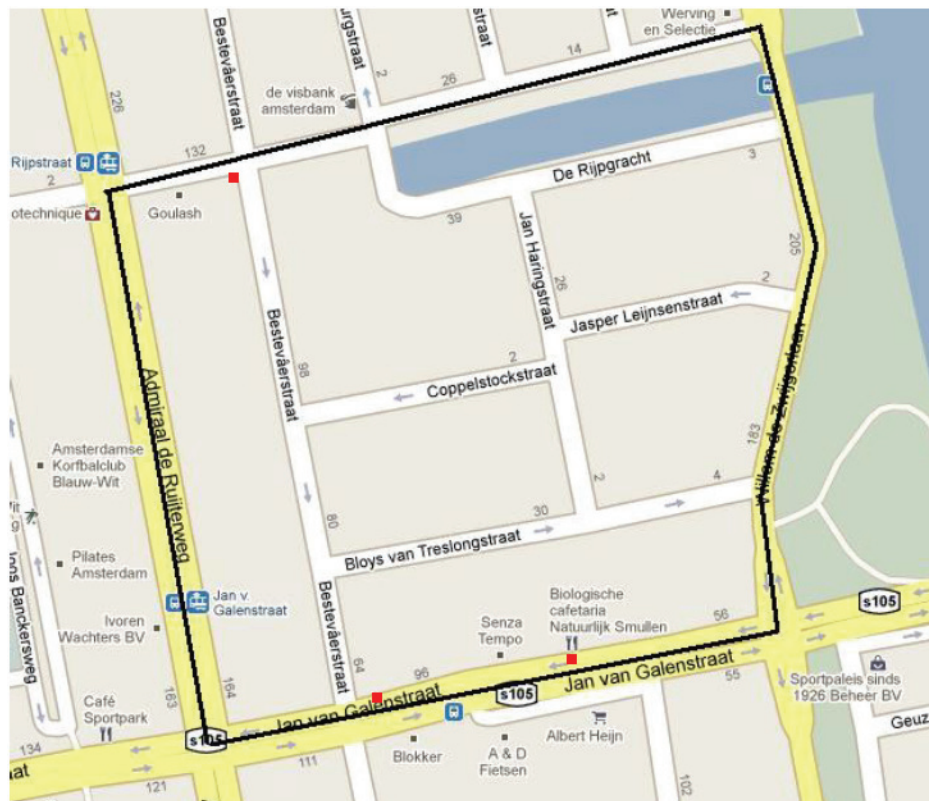 Werving
en Selectie
Bestevâerstraat
14
26
2
226
de visbank
amsterdam
132
Rijpstraat
2
De Rijpgracht
3
otechnique
Goulash
39
Jan Haringstraat
205
26
2
Jasper Leijnsenstraat
Bestevâerstraat
98
2
Coppelstockstraat
Admiraal de Ruijterweg
Willem de Zwijgerlaan
183
Amsterdamse
Korfbalclub
Blauw-Wit
2
4
30
80
Bloys van Treslongstraat
Pilates
Amsterdam
Joos Banckersweg
Jan v.
Galenstraat
Bestevâerstraat
Biologische
cafetaria
Natuurlijk Smullen
56
s105
Ivoren
Wachters BV
Senza
Tempo
64
96
Jan van Galenstraat
s105
Jan van Galenstraat
55
Sportpaleis sinds
1926 Beheer BV
163
164
Café
Sportpark
s105
Geuz
134
111
Blokker
A & D
Fietsen
Albert Heijn
aat
121
102